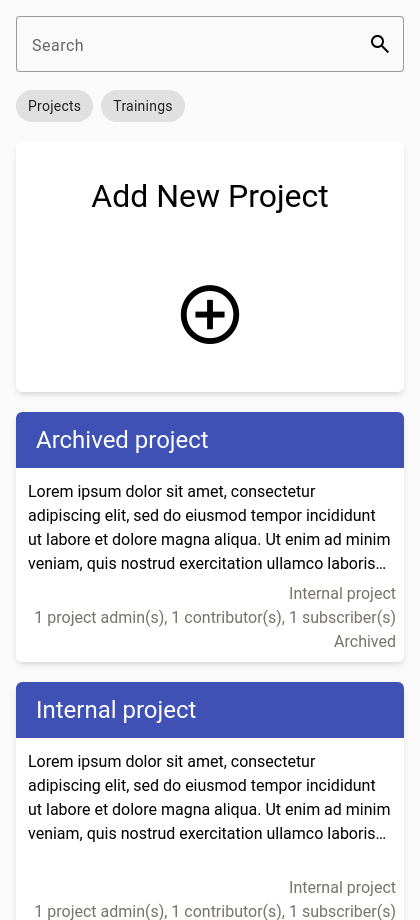 Search
Projects
Trainings
Add New Project
Archived project
Lorem ipsum dolor sit amet, consectetur
adipiscing elit, sed do eiusmod tempor incididunt
ut labore et dolore magna aliqua. Ut enim ad minim
veniam, quis nostrud exercitation ullamco laboris…
Internal project
1 project admin(s), 1 contributor(s), 1 subscriber(s)
Archived
Internal project
Lorem ipsum dolor sit amet, consectetur
adipiscing elit, sed do eiusmod tempor incididunt
ut labore et dolore magna aliqua. Ut enim ad minim
veniam, quis nostrud exercitation ullamco laboris…
Internal project
1 project admin(s), 1 contributor(s), 1 subscriber(s)